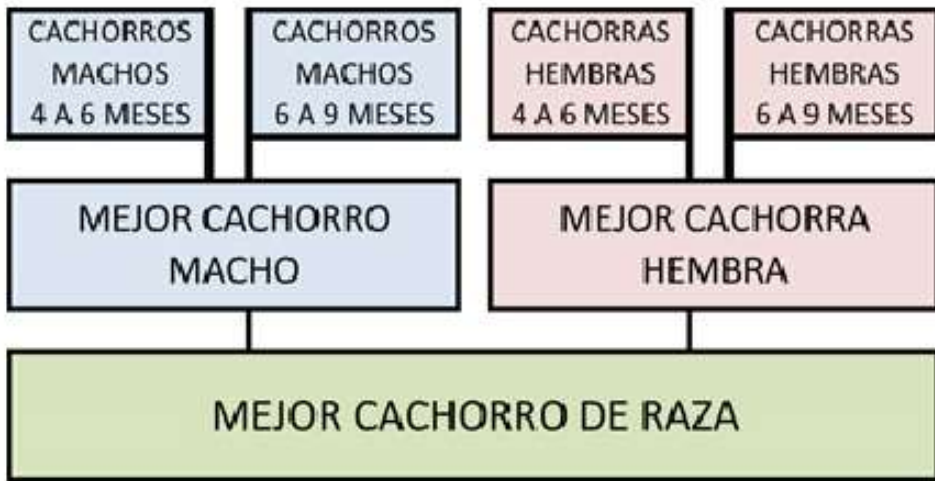 CACHORROS
MACHOS
4 A 6 MESES
CACHORROS
MACHOS
6 A 9 MESES
CACHORRAS
HEMBRAS
4 A 6 MESES
CACHORRAS
HEMBRAS
6 A 9 MESES
MEJOR CACHORRO
MACHO
MEJOR CACHORRA
HEMBRA
MEJOR CACHORRO DE RAZA